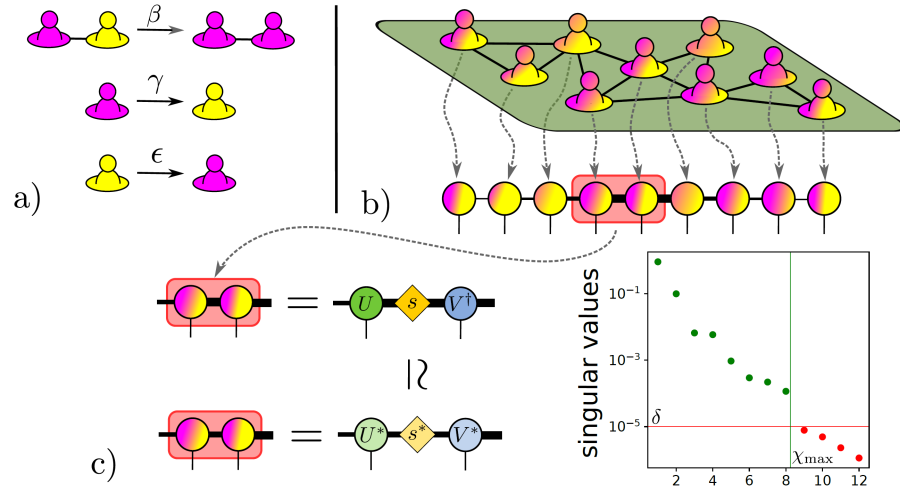 β
γ
ϵ
a)
b)
U s V†
U* s* V*
c)
singular values
10⁻¹
10⁻³
10⁻⁵
δ
χmax
2 4 6 8 10 12